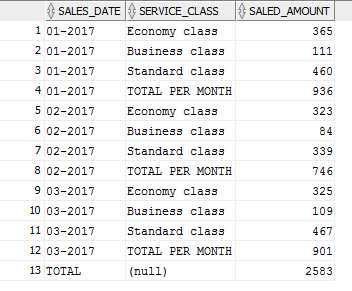 SALES_DATE SERVICE_CLASS SALED_AMOUNT
1 01-2017 Economy class 365
2 01-2017 Business class 111
3 01-2017 Standard class 460
4 01-2017 TOTAL PER MONTH 936
5 02-2017 Economy class 323
6 02-2017 Business class 84
7 02-2017 Standard class 339
8 02-2017 TOTAL PER MONTH 746
9 03-2017 Economy class 325
10 03-2017 Business class 109
11 03-2017 Standard class 467
12 03-2017 TOTAL PER MONTH 901
13 TOTAL (null) 2583